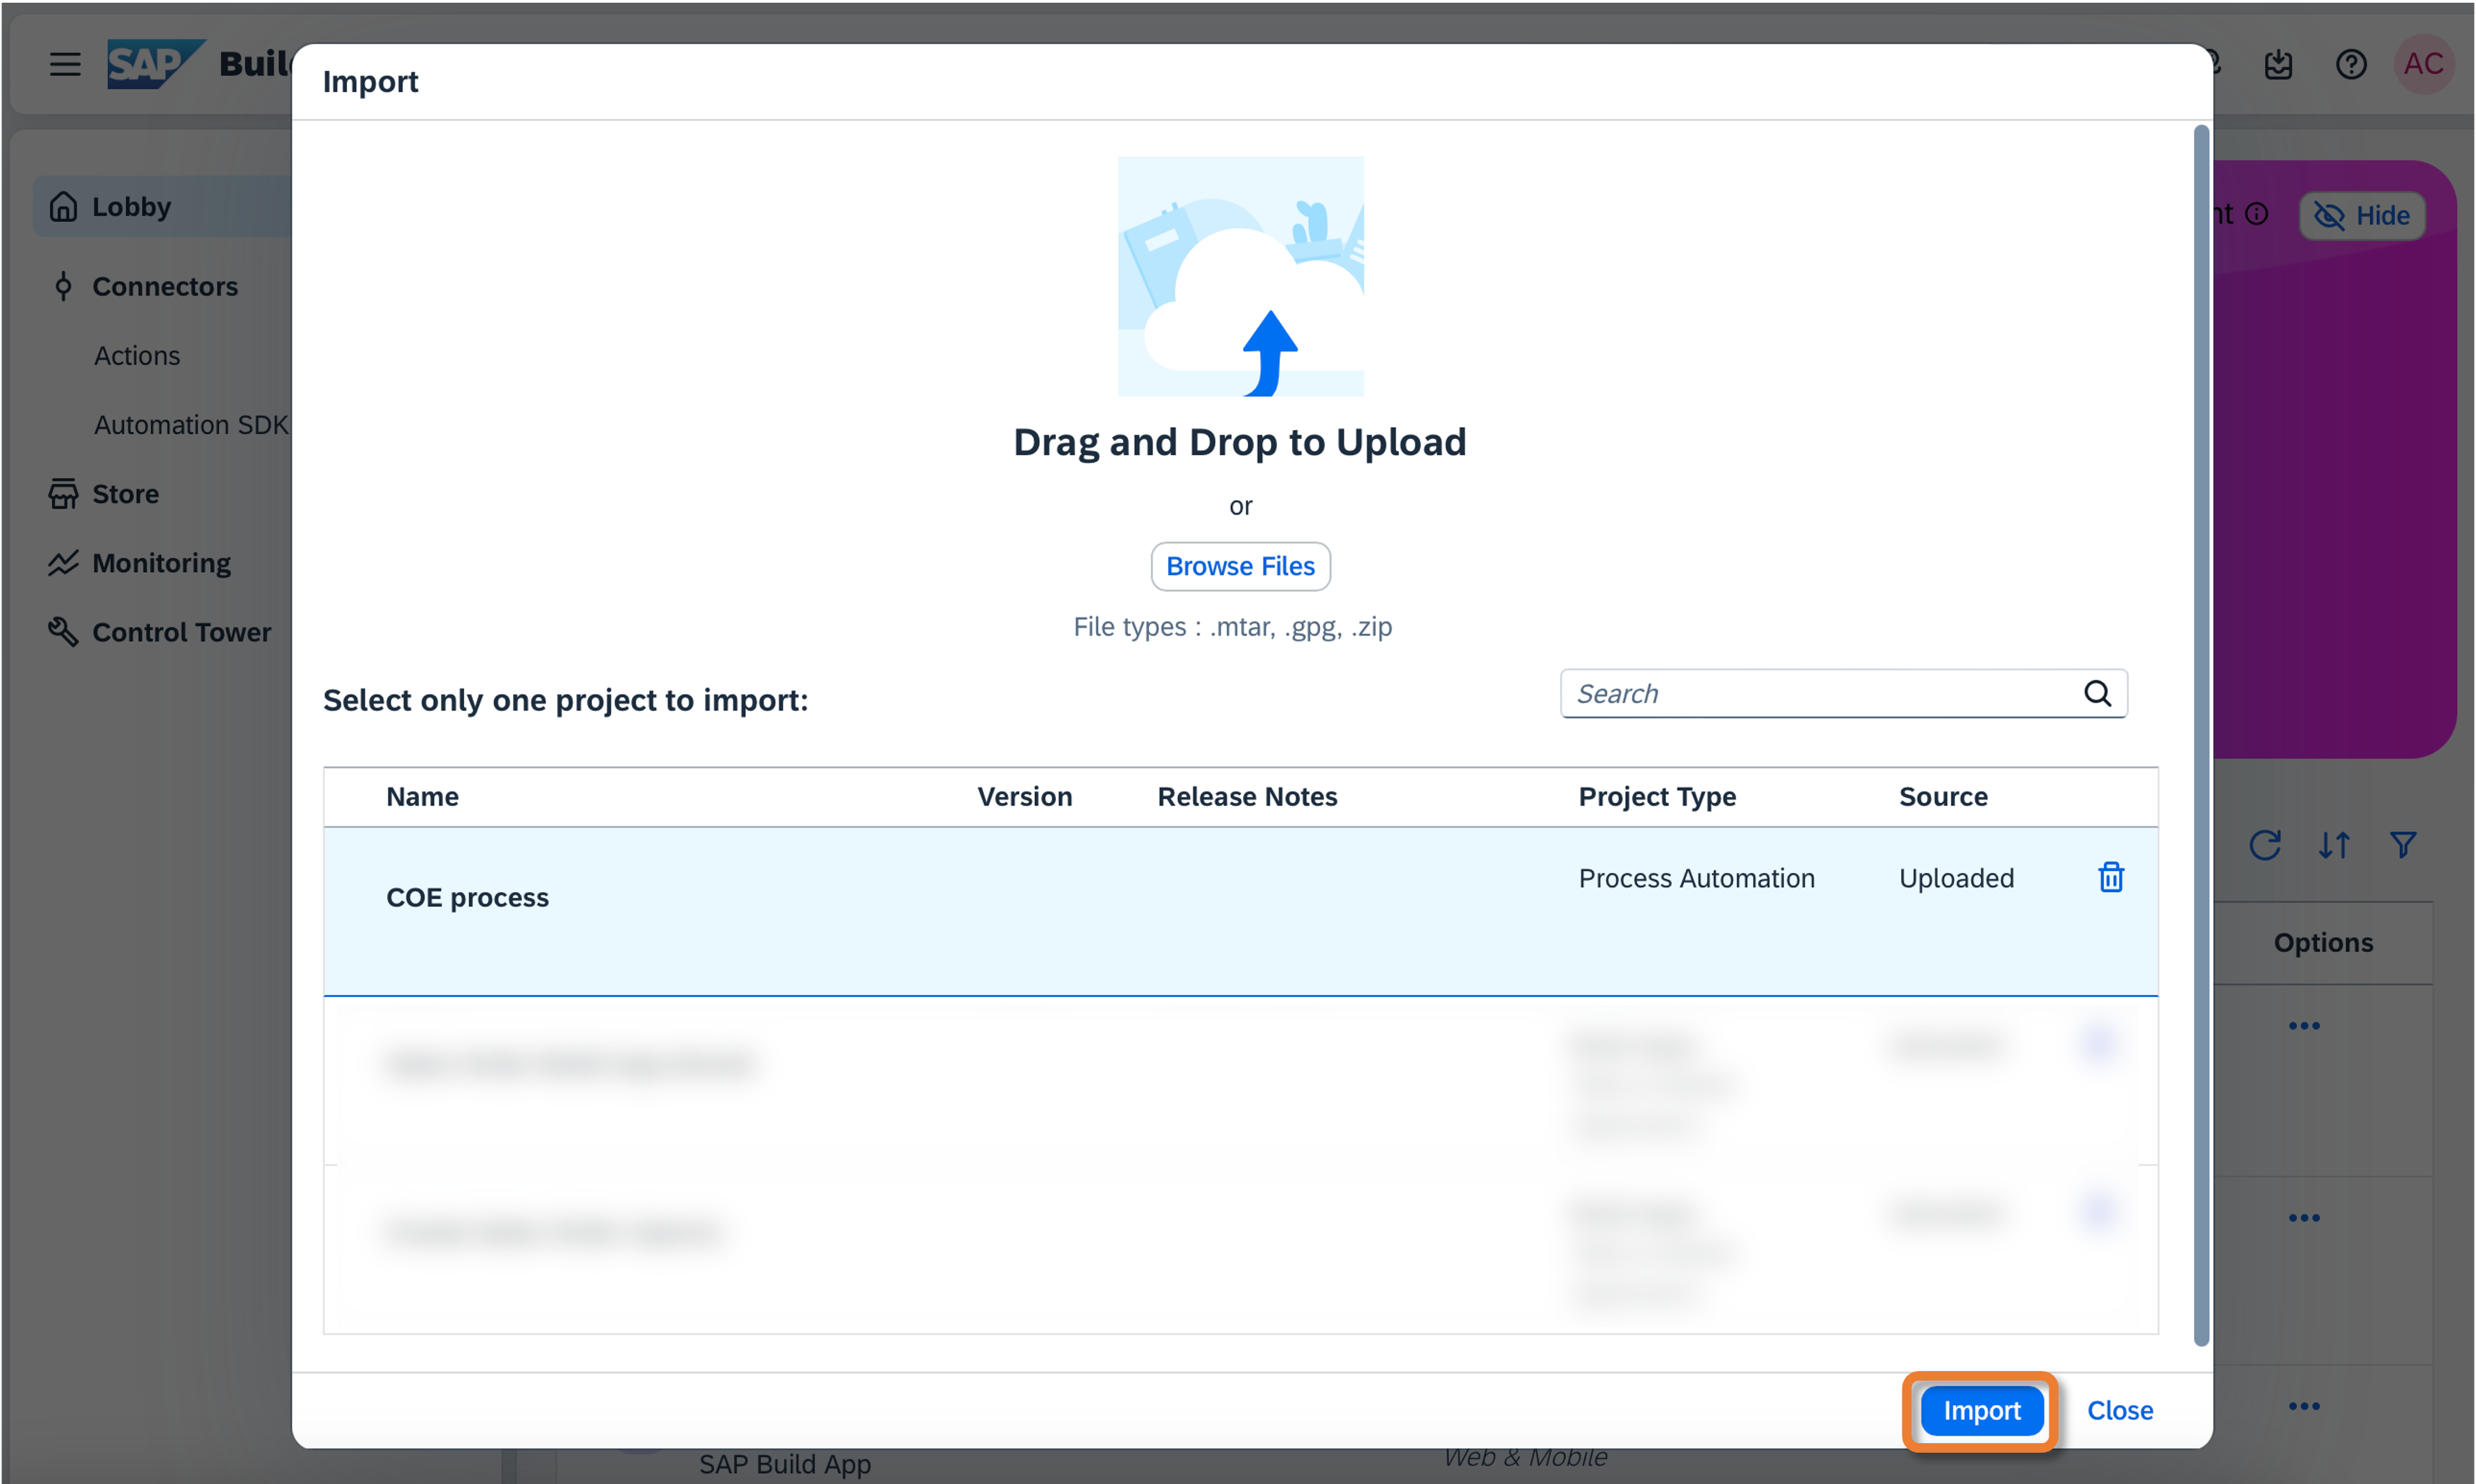 SAP Buil
Import
AC
Lobby
Hide
Connectors
Actions
Automation SDK
Store
Monitoring
Control Tower
Drag and Drop to Upload
or
Browse Files
File types : .mtar, .gpg, .zip
Select only one project to import:
Search
Name Version Release Notes Project Type Source
COE process Process Automation Uploaded
Options
Import Close
SAP Build App Web & Mobile